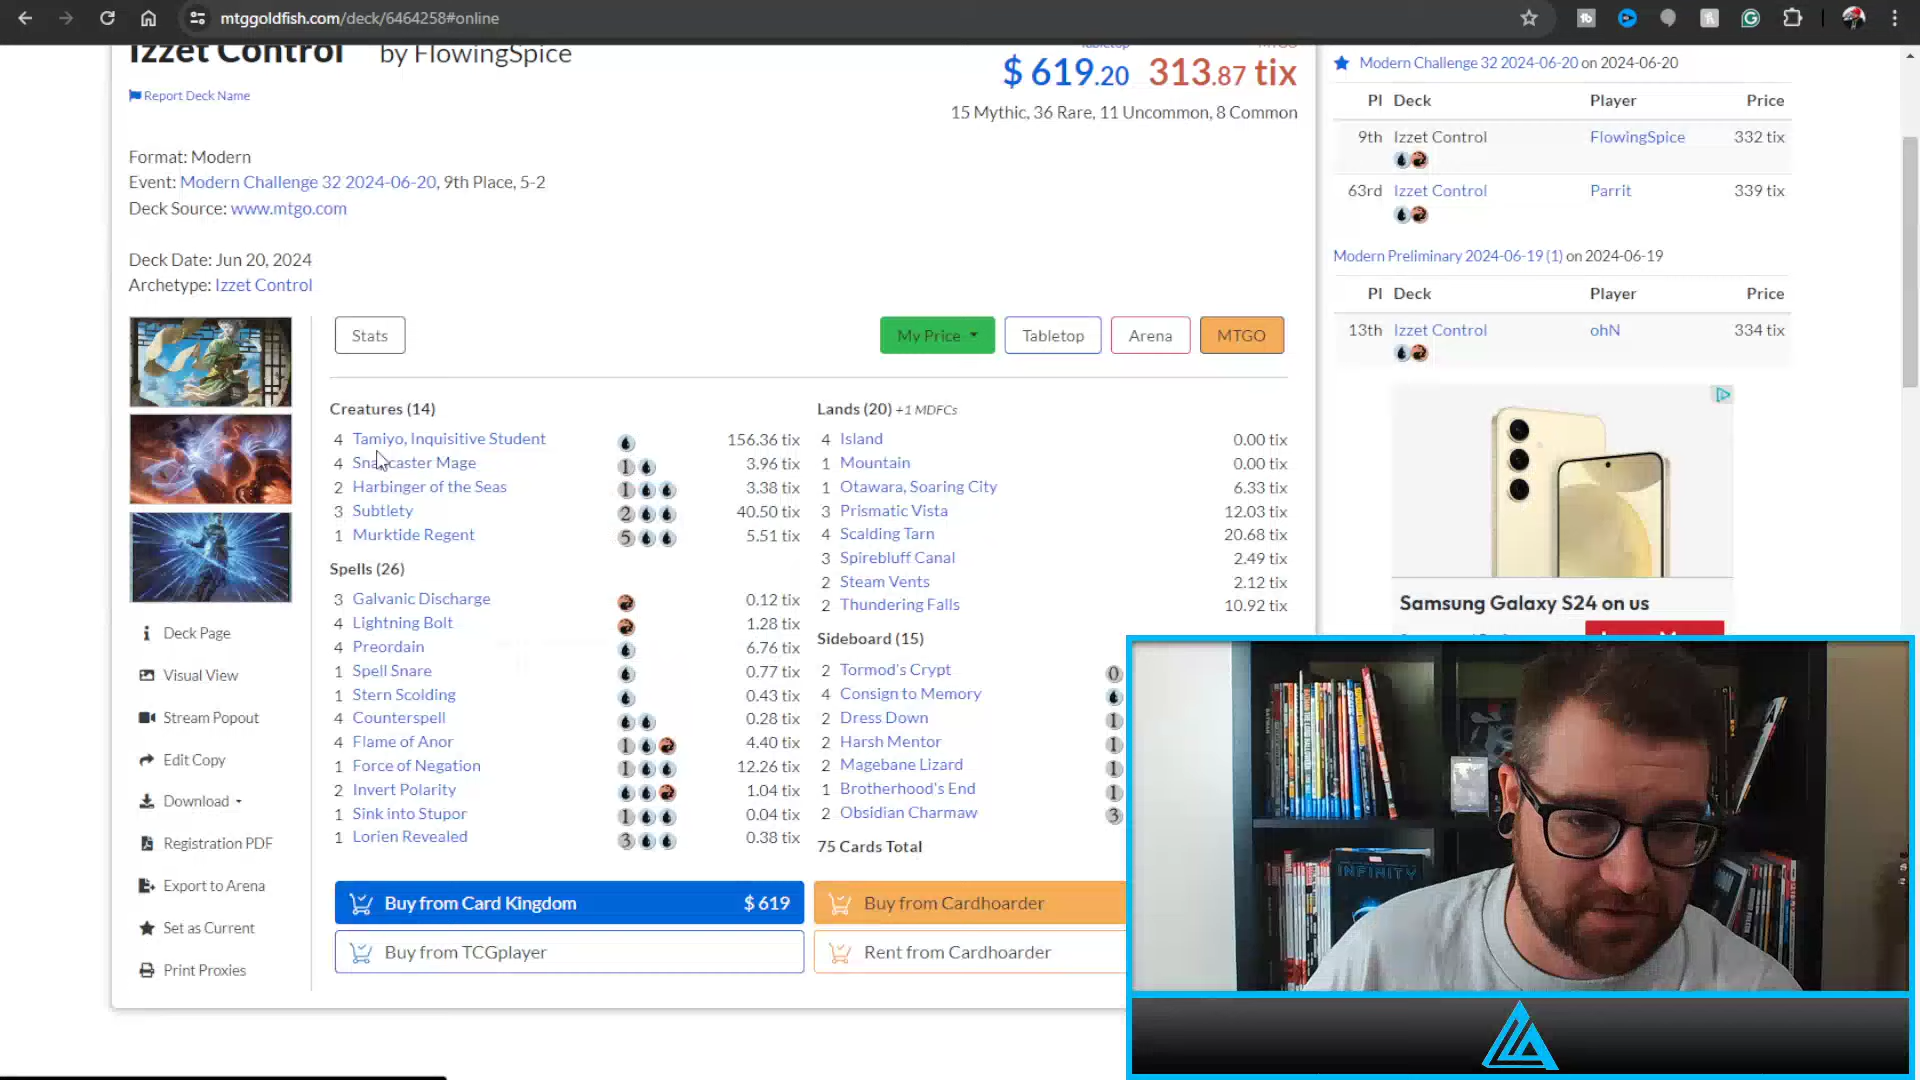 mtggoldfish.com/deck/6464258#online
Izzet Control by FlowingSpice
Report Deck Name
Tabletop MTGO
$ 619.20 313.87 tix
15 Mythic, 36 Rare, 11 Uncommon, 8 Common
Format: Modern
Event: Modern Challenge 32 2024-06-20, 9th Place, 5-2
Deck Source: www.mtgo.com
Deck Date: Jun 20, 2024
Archetype: Izzet Control
Stats
My Price
Tabletop
Arena
MTGO
Creatures (14)
4 Tamiyo, Inquisitive Student 156.36 tix
4 Snapcaster Mage 1 3.96 tix
2 Harbinger of the Seas 1 3.38 tix
3 Subtlety 2 40.50 tix
1 Murktide Regent 5 5.51 tix
Spells (26)
3 Galvanic Discharge 0.12 tix
4 Lightning Bolt 1.28 tix
4 Preordain 6.76 tix
1 Spell Snare 0.77 tix
1 Stern Scolding 0.43 tix
4 Counterspell 0.28 tix
4 Flame of Anor 1 4.40 tix
1 Force of Negation 1 12.26 tix
2 Invert Polarity 1.04 tix
1 Sink into Stupor 1 0.04 tix
1 Lorien Revealed 3 0.38 tix
Lands (20) +1 MDFCs
4 Island 0.00 tix
1 Mountain 0.00 tix
1 Otawara, Soaring City 6.33 tix
3 Prismatic Vista 12.03 tix
4 Scalding Tarn 20.68 tix
3 Spirebluff Canal 2.49 tix
2 Steam Vents 2.12 tix
2 Thundering Falls 10.92 tix
Sideboard (15)
2 Tormod's Crypt 0
4 Consign to Memory
2 Dress Down 1
2 Harsh Mentor 1
2 Magebane Lizard 1
1 Brotherhood's End 1
2 Obsidian Charmaw 3
75 Cards Total
Deck Page
Visual View
Stream Popout
Edit Copy
Download
Registration PDF
Export to Arena
Set as Current
Print Proxies
Buy from Card Kingdom $ 619
Buy from TCGplayer
Buy from Cardhoarder
Rent from Cardhoarder
Modern Challenge 32 2024-06-20 on 2024-06-20
Pl Deck Player Price
9th Izzet Control FlowingSpice 332 tix
63rd Izzet Control Parrit 339 tix
Modern Preliminary 2024-06-19 (1) on 2024-06-19
Pl Deck Player Price
13th Izzet Control ohN 334 tix
Samsung Galaxy S24 on us
INFINITY